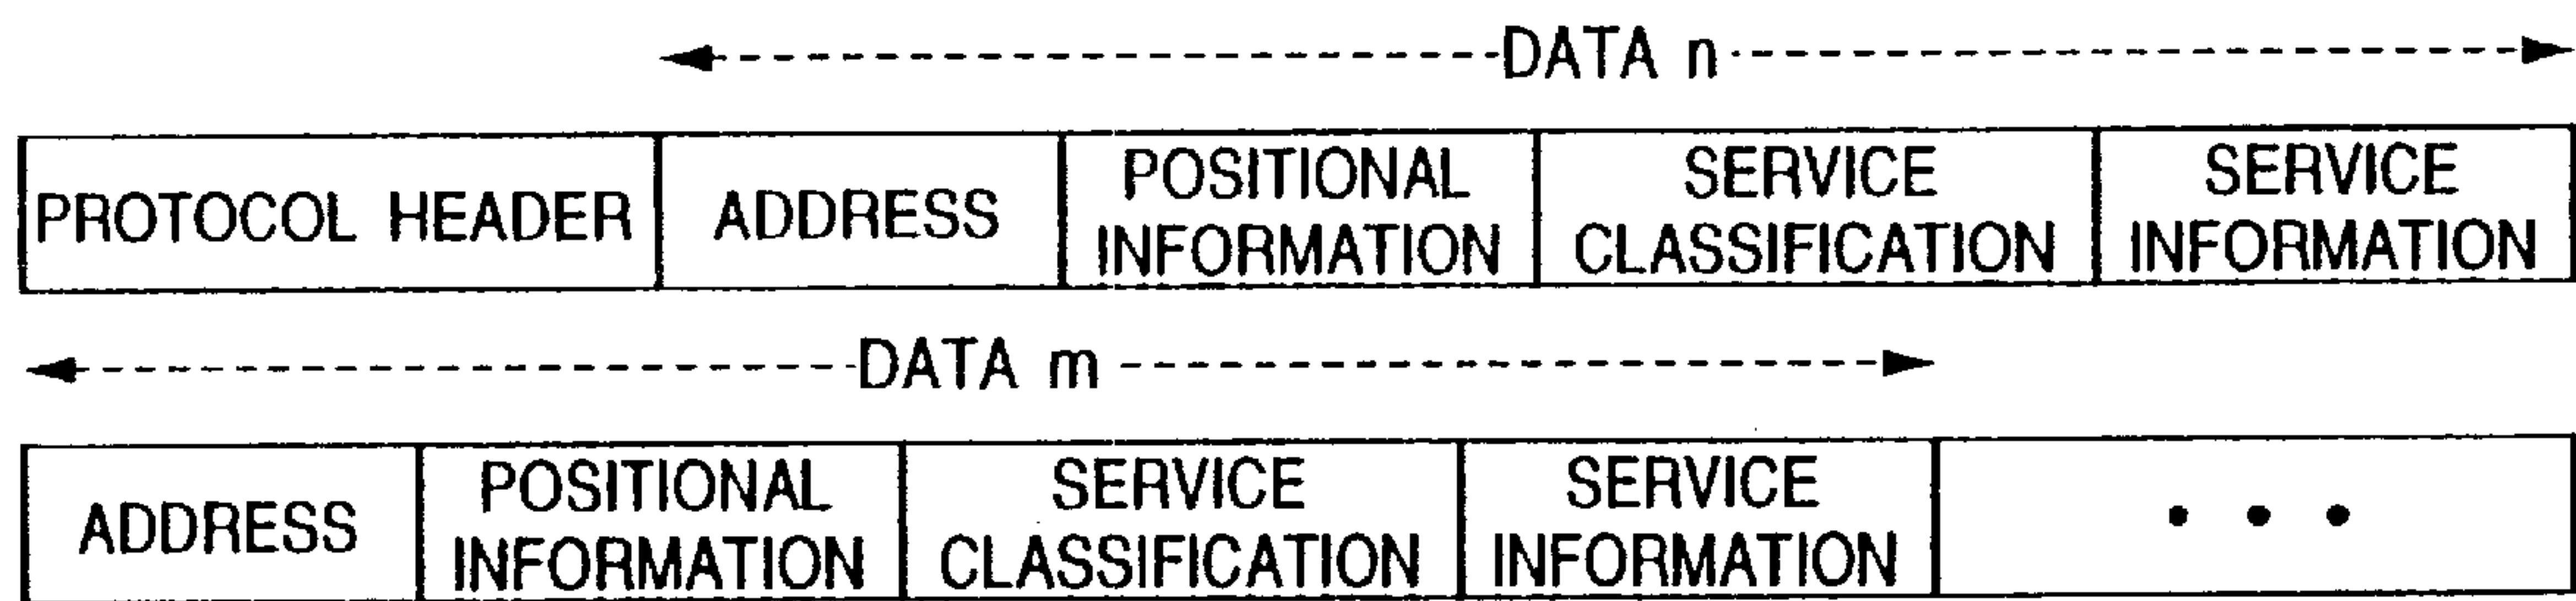 DATA n
PROTOCOL HEADER
ADDRESS
POSITIONAL
INFORMATION
SERVICE
CLASSIFICATION
SERVICE
INFORMATION
DATA m
ADDRESS
POSITIONAL
INFORMATION
SERVICE
CLASSIFICATION
SERVICE
INFORMATION
• • •